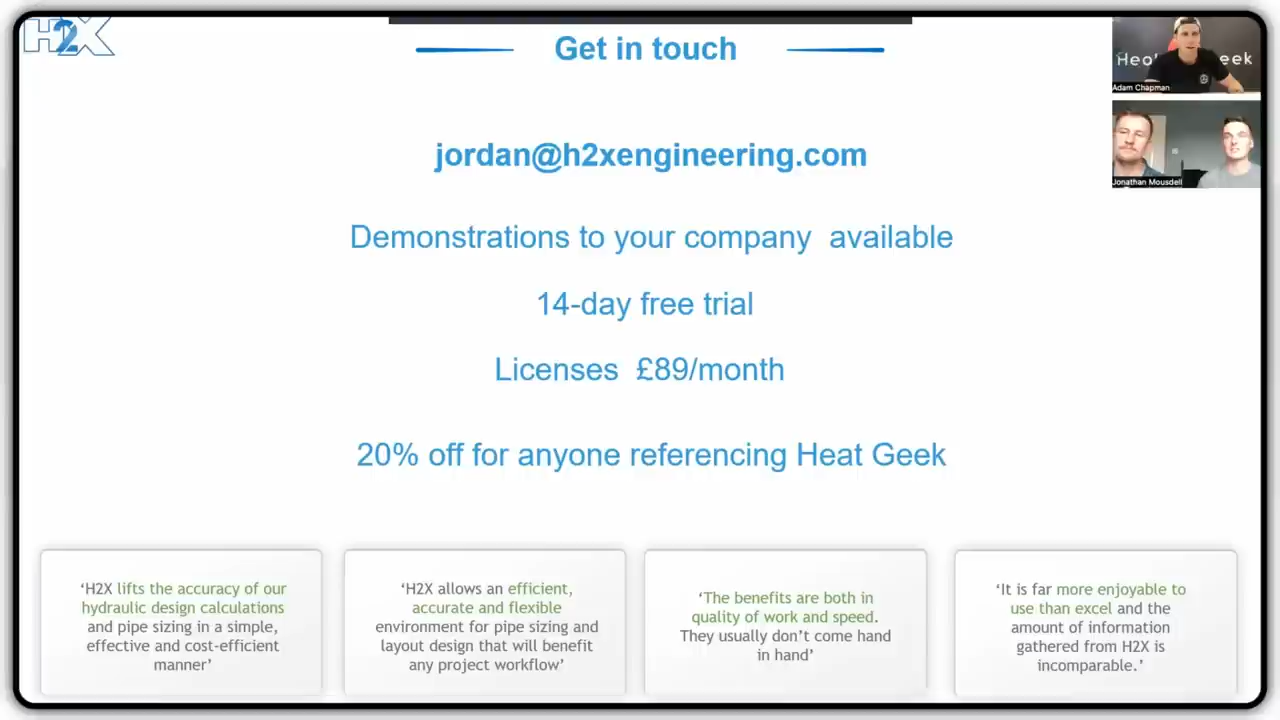 H2X
Get in touch
jordan@h2xengineering.com
Demonstrations to your company available
14-day free trial
Licenses £89/month
20% off for anyone referencing Heat Geek
Hea eek
Adam Chapman
Jonathan Mousdell
‘H2X lifts the accuracy of our
hydraulic design calculations
and pipe sizing in a simple,
effective and cost-efficient
manner’
‘H2X allows an efficient,
accurate and flexible
environment for pipe sizing and
layout design that will benefit
any project workflow’
‘The benefits are both in
quality of work and speed.
They usually don’t come hand
in hand’
‘It is far more enjoyable to
use than excel and the
amount of information
gathered from H2X is
incomparable.’